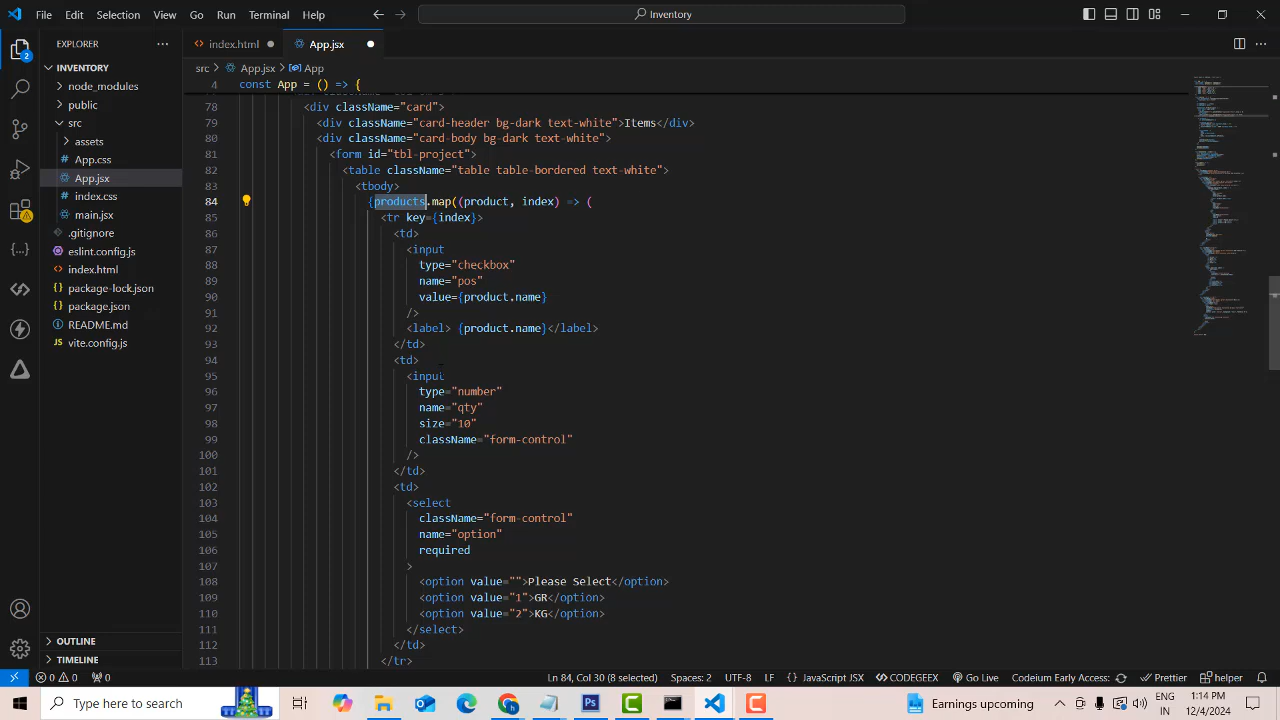 File Edit Selection View Go Run Terminal Help
Inventory
EXPLORER
INVENTORY
node_modules
public
src
assets
App.css
App.jsx
index.css
main.jsx
.gitignore
eslint.config.js
index.html
package-lock.json
package.json
README.md
vite.config.js
OUTLINE
TIMELINE
2
index.html App.jsx
src > App.jsx > App
4 const App = () => {
78 <div className="card">
79 <div className="card-header bg-dark text-white">Items</div>
80 <div className="card-body bg-dark text-white">
81 <form id="tbl-project">
82 <table className="table table-bordered text-white">
83 <tbody>
84 {products.map((product, index) => (
85 <tr key={index}>
86 <td>
87 <input
88 type="checkbox"
89 name="pos"
90 value={product.name}
91 />
92 <label> {product.name}</label>
93 </td>
94 <td>
95 <input
96 type="number"
97 name="qty"
98 size="10"
99 className="form-control"
100 />
101 </td>
102 <td>
103 <select
104 className="form-control"
105 name="option"
106 required
107 >
108 <option value="">Please Select</option>
109 <option value="1">GR</option>
110 <option value="2">KG</option>
111 </select>
112 </td>
113 </tr>
0 0 0 Ln 84, Col 30 (8 selected) Spaces: 2 UTF-8 LF {} JavaScript JSX CODEGEEX Go Live Codeium Early Access Prettier helper
Type here to search
ENG
IN
1:14 PM
12/4/2024